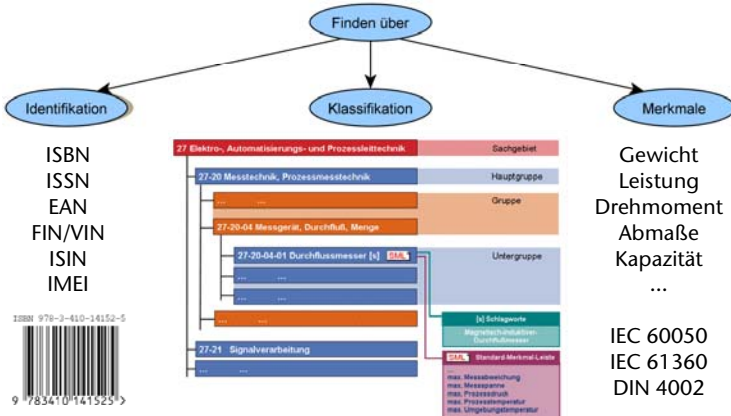 Finden über
Identifikation
Klassifikation
Merkmale
ISBN
ISSN
EAN
FIN/VIN
ISIN
IMEI
ISBN 978-3-410-14152-5
9 783410 141525 >
27 Elektro-, Automatisierungs- und Prozessleittechnik
Sachgebiet
27-20 Messtechnik, Prozessmesstechnik
Hauptgruppe
... ...
Gruppe
27-20-04 Messgerät, Durchfluß, Menge
27-20-04-01 Durchflussmesser [s] SML
Untergruppe
... ...
... ...
... ...
27-21 Signalverarbeitung
... ...
[s] Schlagworte
Magnetisch-induktiver-
Durchflußmesser
SML Standard-Merkmal-Leiste
...
max. Messabweichung
max. Messspanne
max. Prozessdruck
max. Prozesstemperatur
max. Umgebungstemperatur
Gewicht
Leistung
Drehmoment
Abmaße
Kapazität
...
IEC 60050
IEC 61360
DIN 4002